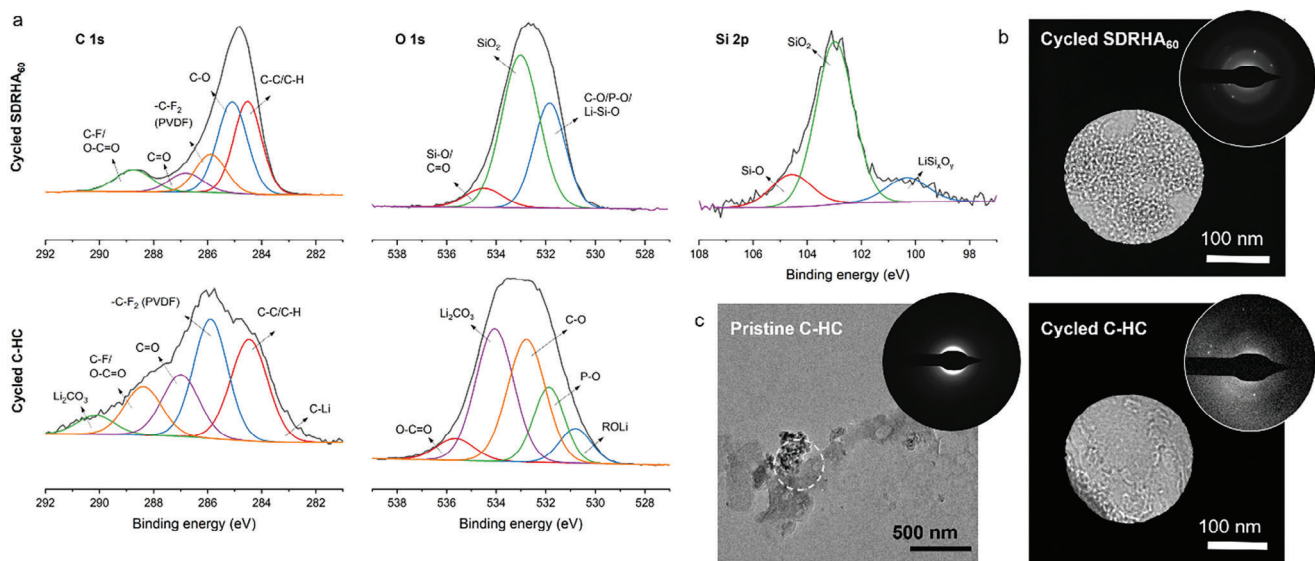 a
Cycled SDRHA₆₀
C 1s
C-O
C-C/C-H
-C-F₂
(PVDF)
C-F/
O-C=O
C=O
292 290 288 286 284 282
O 1s
SiO₂
C-O/P-O/
Li-Si-O
Si-O/
C=O
538 536 534 532 530 528
Si 2p
SiO₂
Si-O
LiSiₓOᵧ
108 106 104 102 100 98
Binding energy (eV)
b
Cycled SDRHA₆₀
100 nm
Cycled C-HC
-C-F₂ (PVDF)
C-C/C-H
C=O
C-F/
O-C=O
Li₂CO₃
C-Li
292 290 288 286 284 282
Binding energy (eV)
Li₂CO₃
C-O
P-O
O-C=O
ROLi
538 536 534 532 530 528
Binding energy (eV)
c
Pristine C-HC
500 nm
Cycled C-HC
100 nm